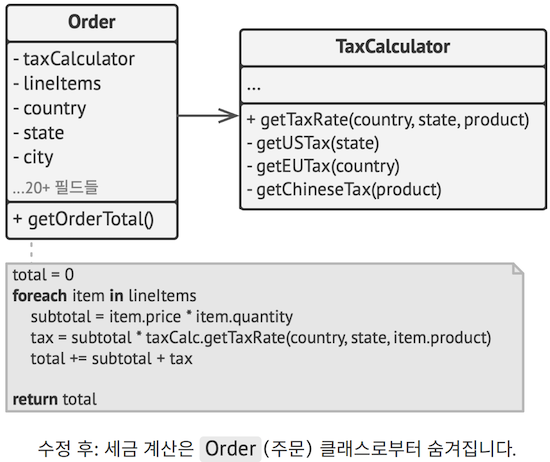 Order
- taxCalculator
- lineItems
- country
- state
- city
...20+ 필드들
+ getOrderTotal()
TaxCalculator
...
+ getTaxRate(country, state, product)
- getUSTax(state)
- getEUTax(country)
- getChineseTax(product)
total = 0
foreach item in lineItems
subtotal = item.price * item.quantity
tax = subtotal * taxCalc.getTaxRate(country, state, item.product)
total += subtotal + tax
return total
수정 후: 세금 계산은 Order (주문) 클래스로부터 숨겨집니다.